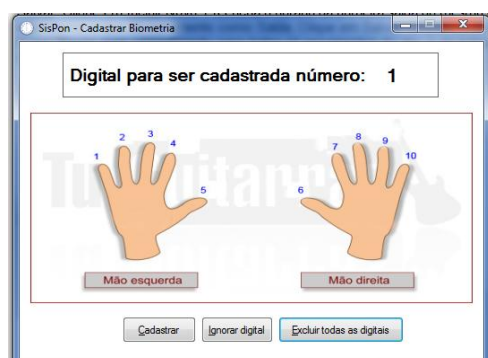 SisPon - Cadastrar Biometria
Digital para ser cadastrada número: 1
1 2 3 4 5 6 7 8 9 10
Mão esquerda Mão direita
Cadastrar Ignorar digital Excluir todas as digitais